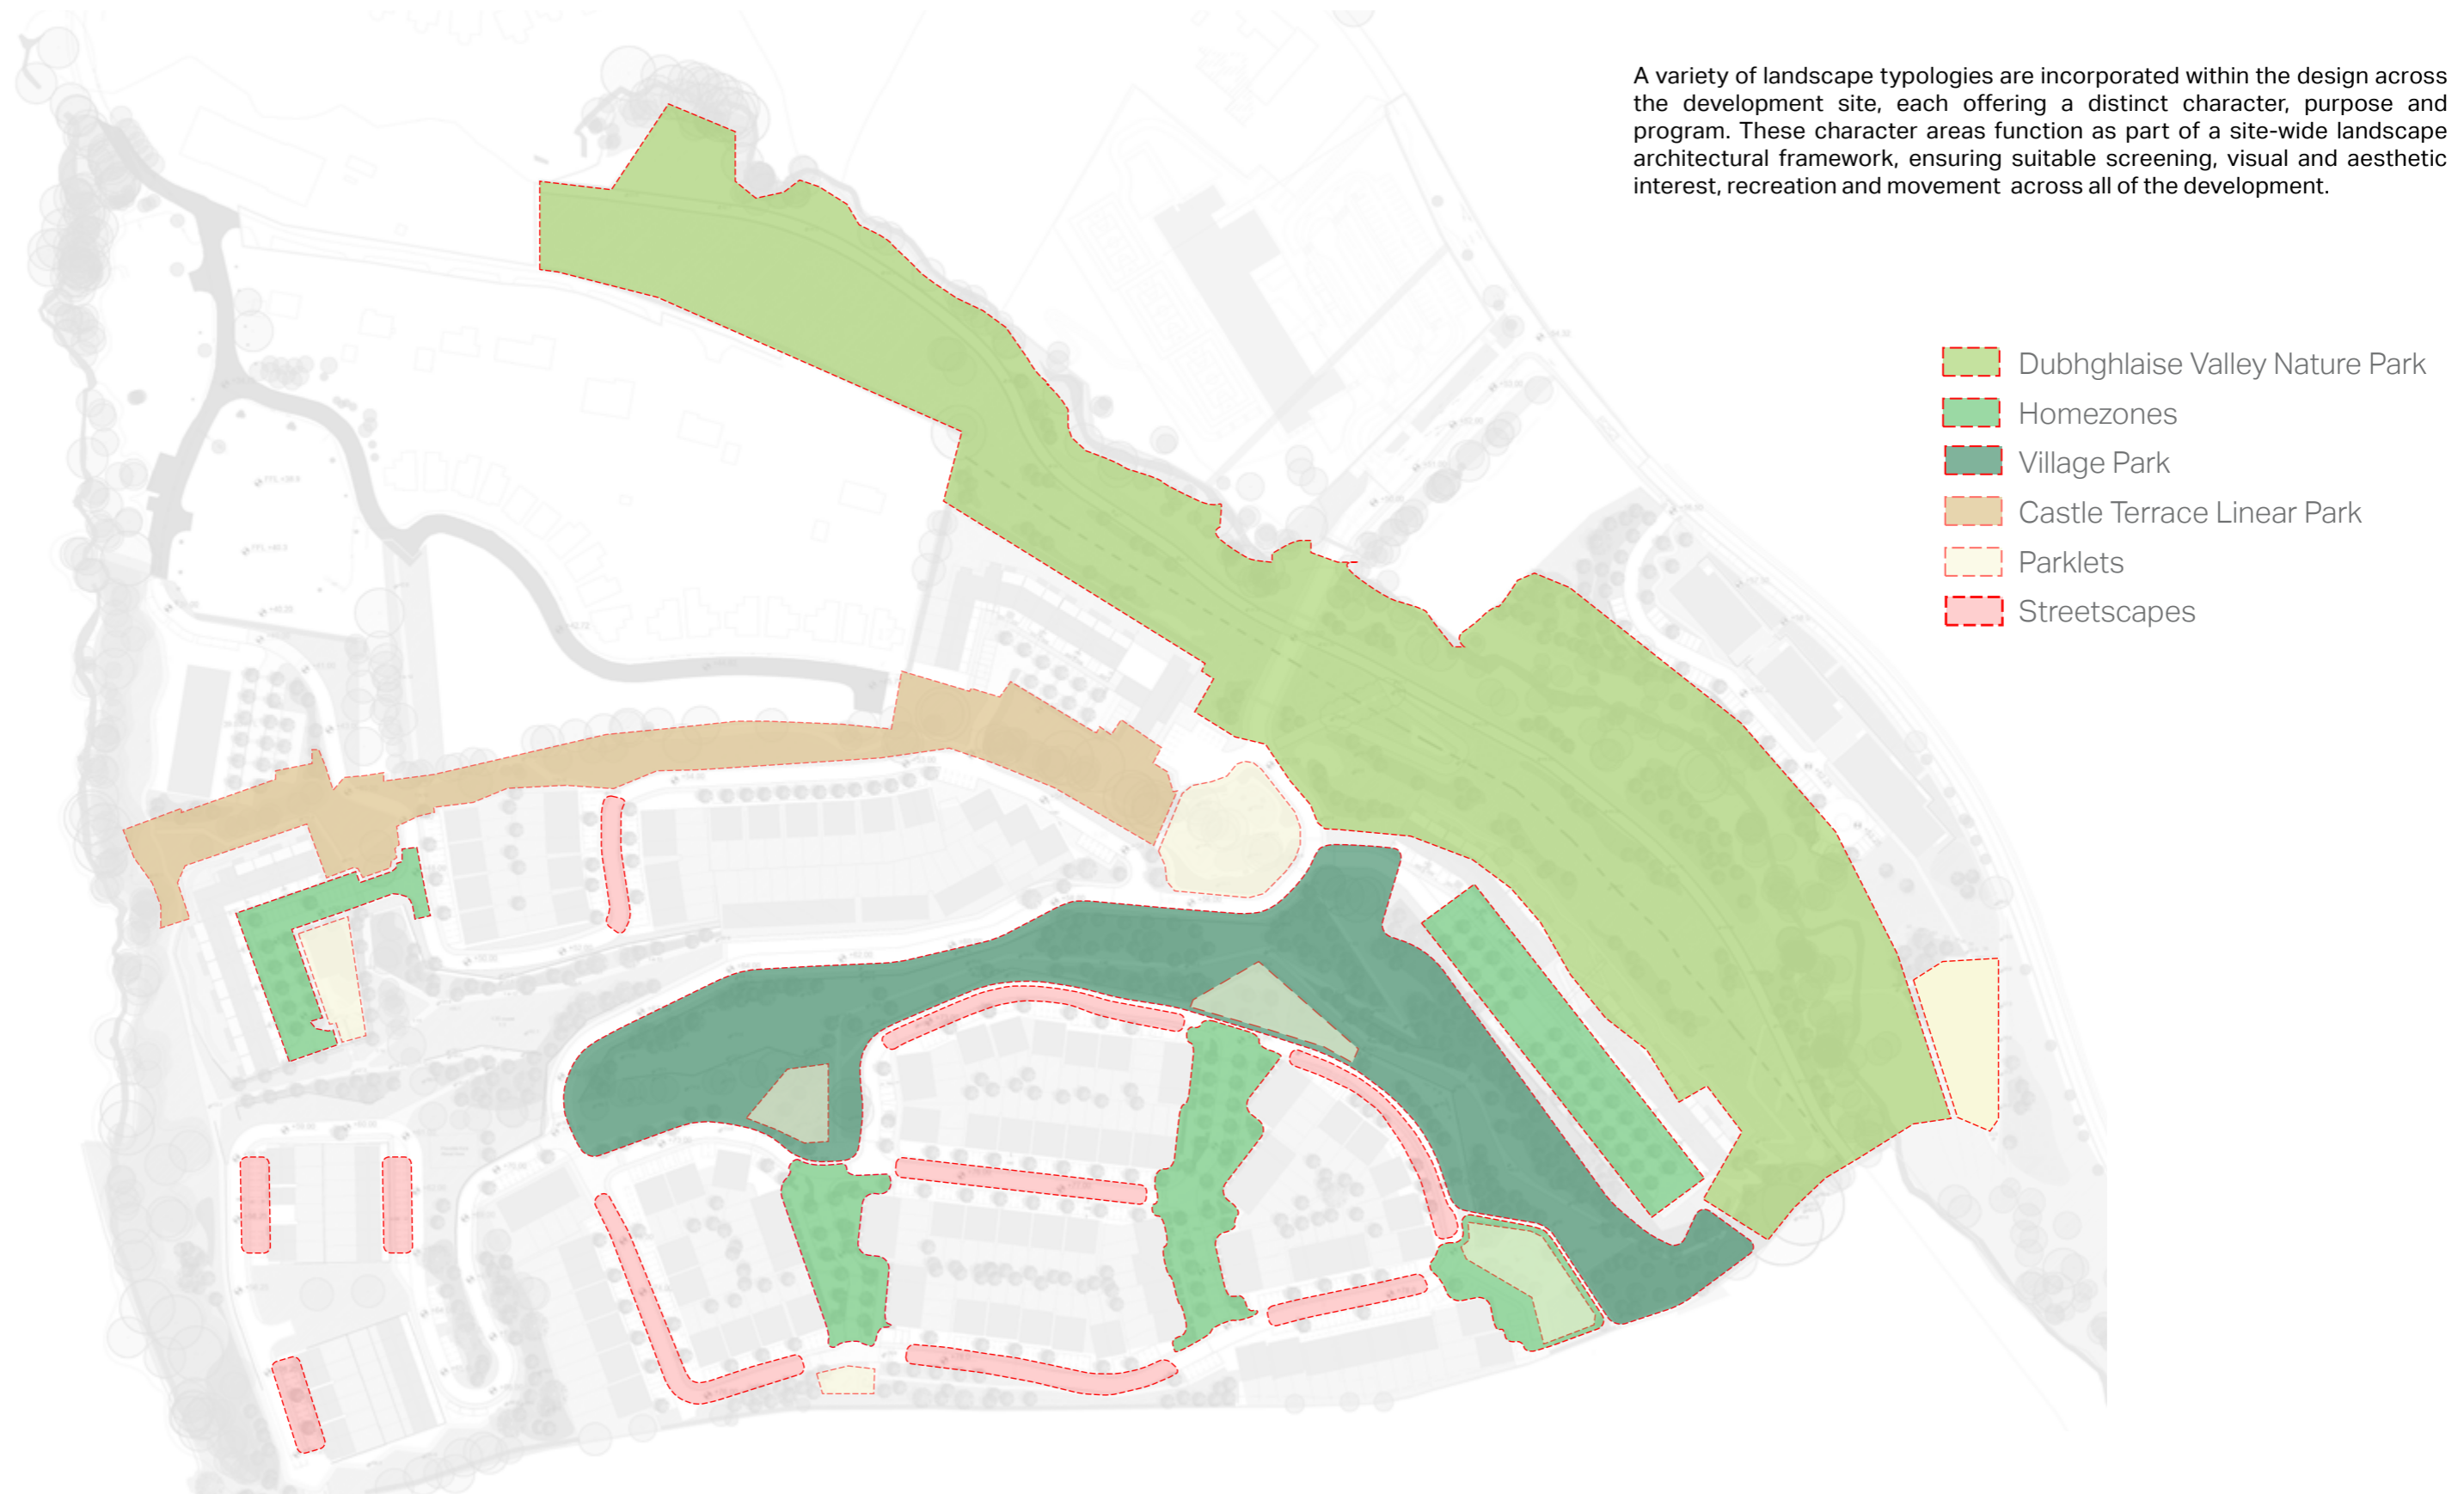 A variety of landscape typologies are incorporated within the design across
the development site, each offering a distinct character, purpose and
program. These character areas function as part of a site-wide landscape
architectural framework, ensuring suitable screening, visual and aesthetic
interest, recreation and movement across all of the development.
Dubhghlaise Valley Nature Park
Homezones
Village Park
Castle Terrace Linear Park
Parklets
Streetscapes